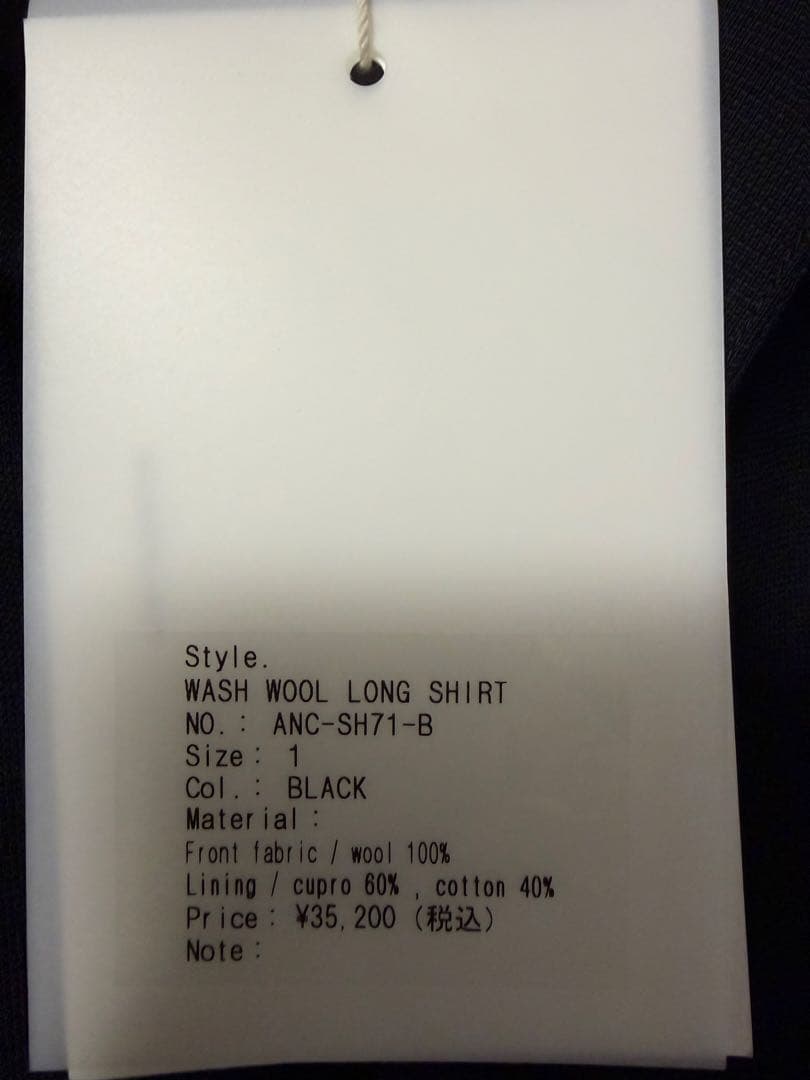 Style.
WASH WOOL LONG SHIRT
NO.: ANC-SH71-B
Size: 1
Col.: BLACK
Material:
Front fabric / wool 100%
Lining / cupro 60% , cotton 40%
Price: ¥35,200 (税込)
Note: